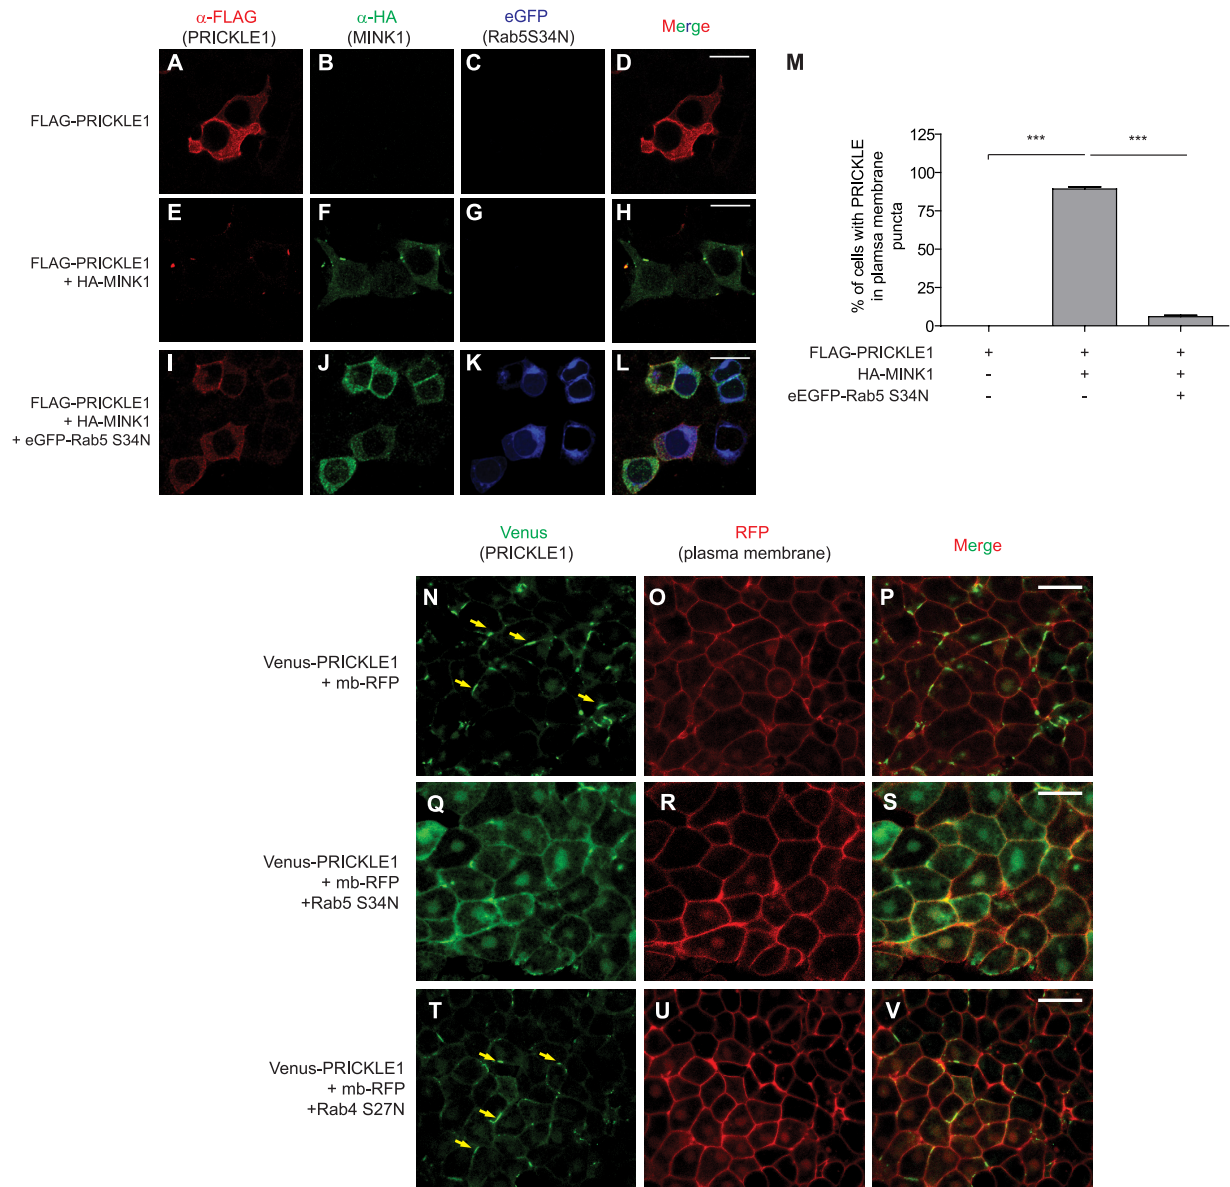 α-FLAG
(PRICKLE1)
α-HA
(MINK1)
eGFP
(Rab5S34N)
Merge
FLAG-PRICKLE1
A
B
C
D
FLAG-PRICKLE1
+ HA-MINK1
E
F
G
H
FLAG-PRICKLE1
+ HA-MINK1
+ eGFP-Rab5 S34N
I
J
K
L
M
% of cells with PRICKLE
in plamsa membrane
puncta
125
100
75
50
25
0
***
***
FLAG-PRICKLE1 + + +
HA-MINK1 - + +
eEGFP-Rab5 S34N - - +
Venus
(PRICKLE1)
RFP
(plasma membrane)
Merge
Venus-PRICKLE1
+ mb-RFP
N
O
P
Venus-PRICKLE1
+ mb-RFP
+Rab5 S34N
Q
R
S
Venus-PRICKLE1
+ mb-RFP
+Rab4 S27N
T
U
V